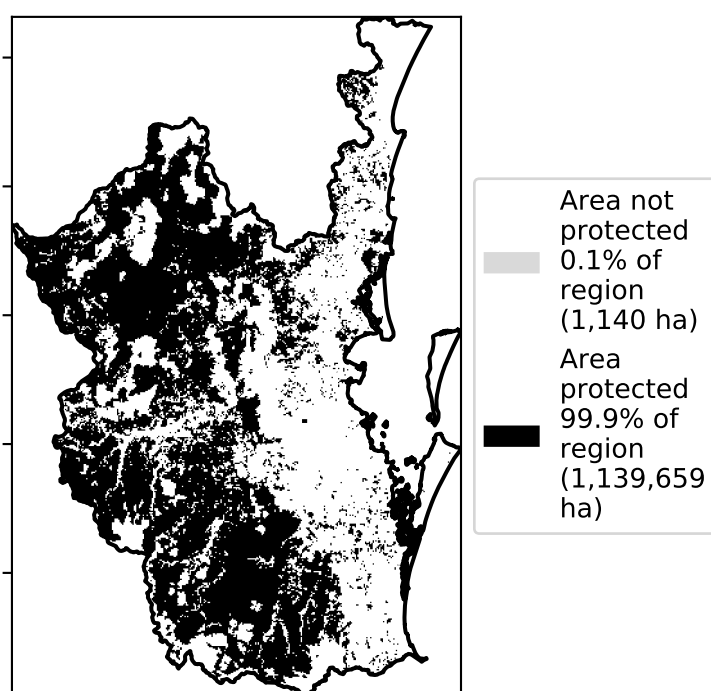 Area not
protected
0.1% of
region
(1,140 ha)
Area
protected
99.9% of
region
(1,139,659
ha)